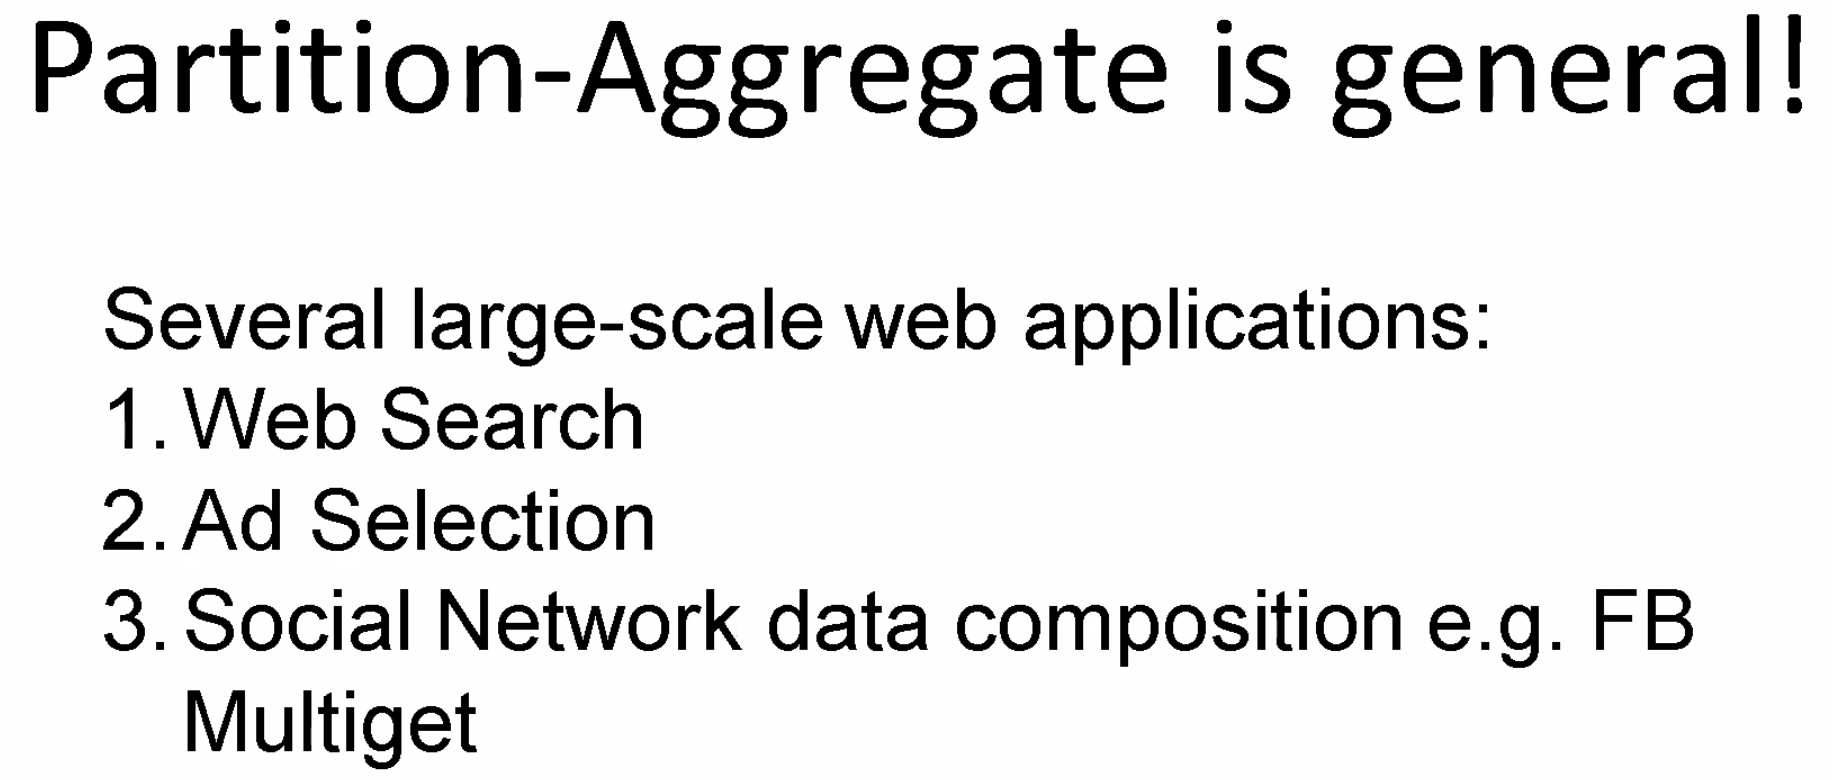 Partition-Aggregate is general!
Several large-scale web applications:
1. Web Search
2. Ad Selection
3. Social Network data composition e.g. FB
Multiget